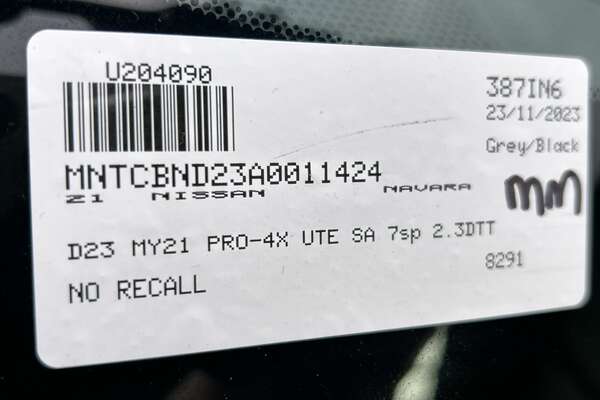 U204090
387IN6
23/11/2023
Grey/Black
MNTCBND23A0011424
Z1 NISSAN NAVARA
MM
D23 MY21 PRO-4X UTE SA 7sp 2.3DTT
8291
NO RECALL